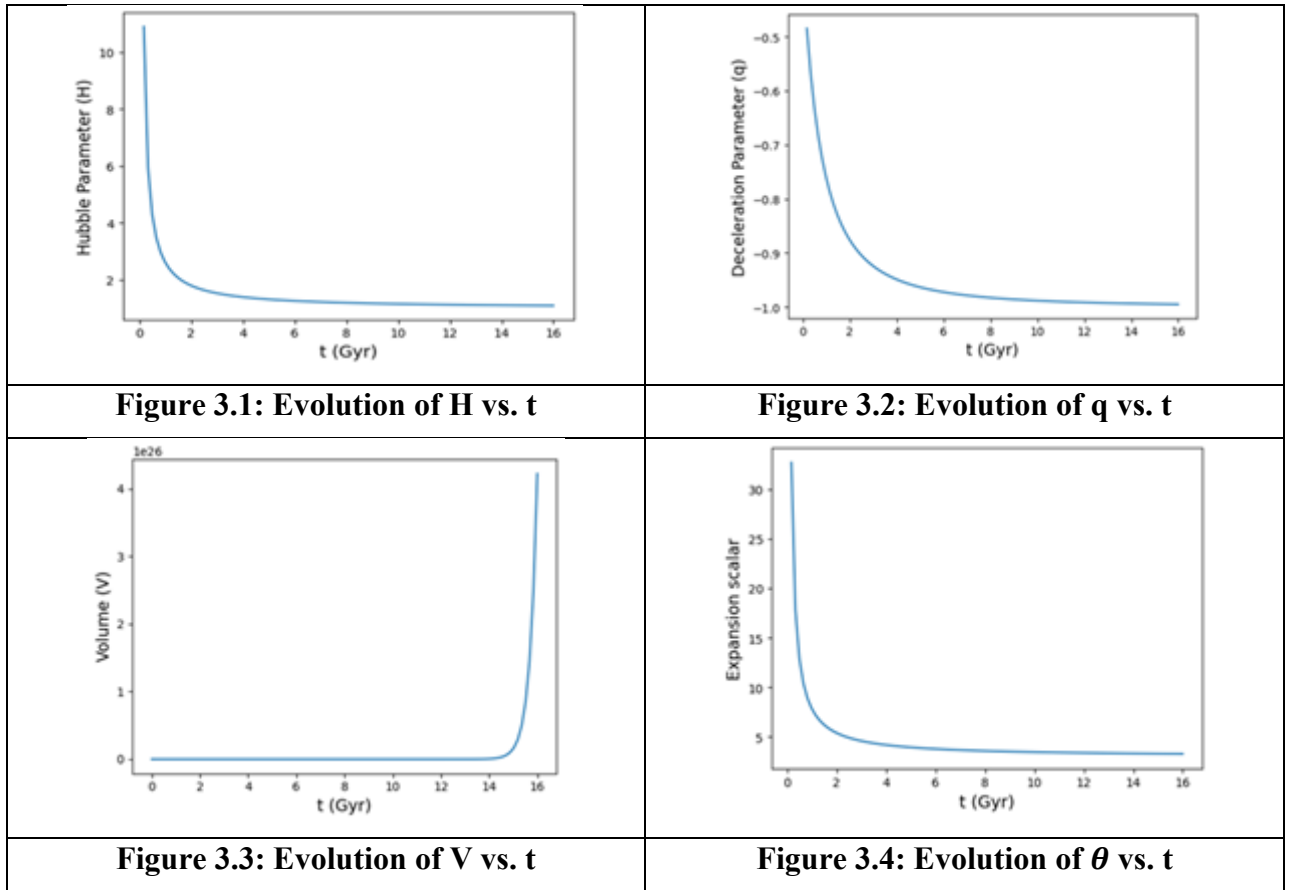 10
8
6
4
2
Hubble Parameter (H)
0 2 4 6 8 10 12 14 16
t (Gyr)
Figure 3.1: Evolution of H vs. t
−0.5
−0.6
−0.7
−0.8
−0.9
−1.0
Deceleration Parameter (q)
0 2 4 6 8 10 12 14 16
t (Gyr)
Figure 3.2: Evolution of q vs. t
1e26
4
3
2
1
0
Volume (V)
0 2 4 6 8 10 12 14 16
t (Gyr)
Figure 3.3: Evolution of V vs. t
30
25
20
15
10
5
Expansion scalar
0 2 4 6 8 10 12 14 16
t (Gyr)
Figure 3.4: Evolution of θ vs. t